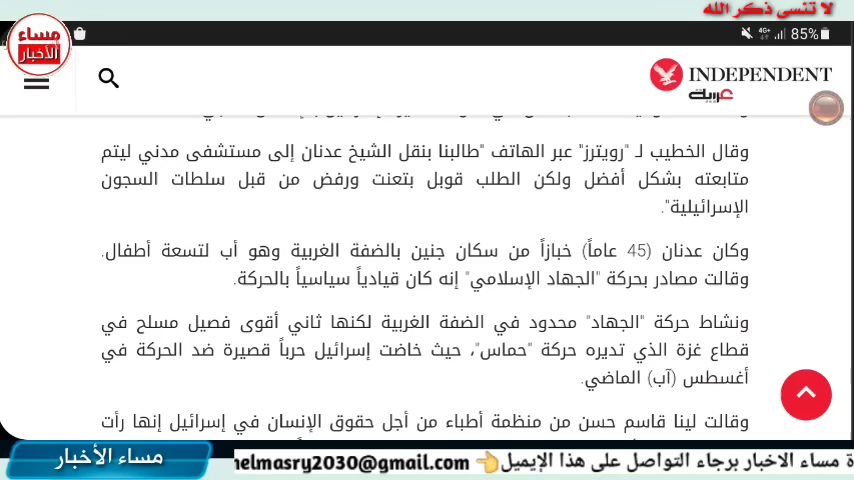 لا تنسى ذكر الله
مساء
الأخبار
4G+
85%
INDEPENDENT
عربية
وقال الخطيب لـ "رويترز" عبر الهاتف "طالبنا بنقل الشيخ عدنان إلى مستشفى مدني ليتم
متابعته بشكل أفضل ولكن الطلب قوبل بتعنت ورفض من قبل سلطات السجون
الإسرائيلية".
وكان عدنان (45 عاماً) خبازاً من سكان جنين بالضفة الغربية وهو أب لتسعة أطفال.
وقالت مصادر بحركة "الجهاد الإسلامي" إنه كان قيادياً سياسياً بالحركة.
ونشاط حركة "الجهاد" محدود في الضفة الغربية لكنها ثاني أقوى فصيل مسلح في
قطاع غزة الذي تديره حركة "حماس"، حيث خاضت إسرائيل حرباً قصيرة ضد الحركة في
أغسطس (آب) الماضي.
وقالت لينا قاسم حسن من منظمة أطباء من أجل حقوق الإنسان في إسرائيل إنها رأت
ة مساء الاخبار برجاء التواصل على هذا الإيميل👈 helmasry2030@gmail.com
مساء الأخبار